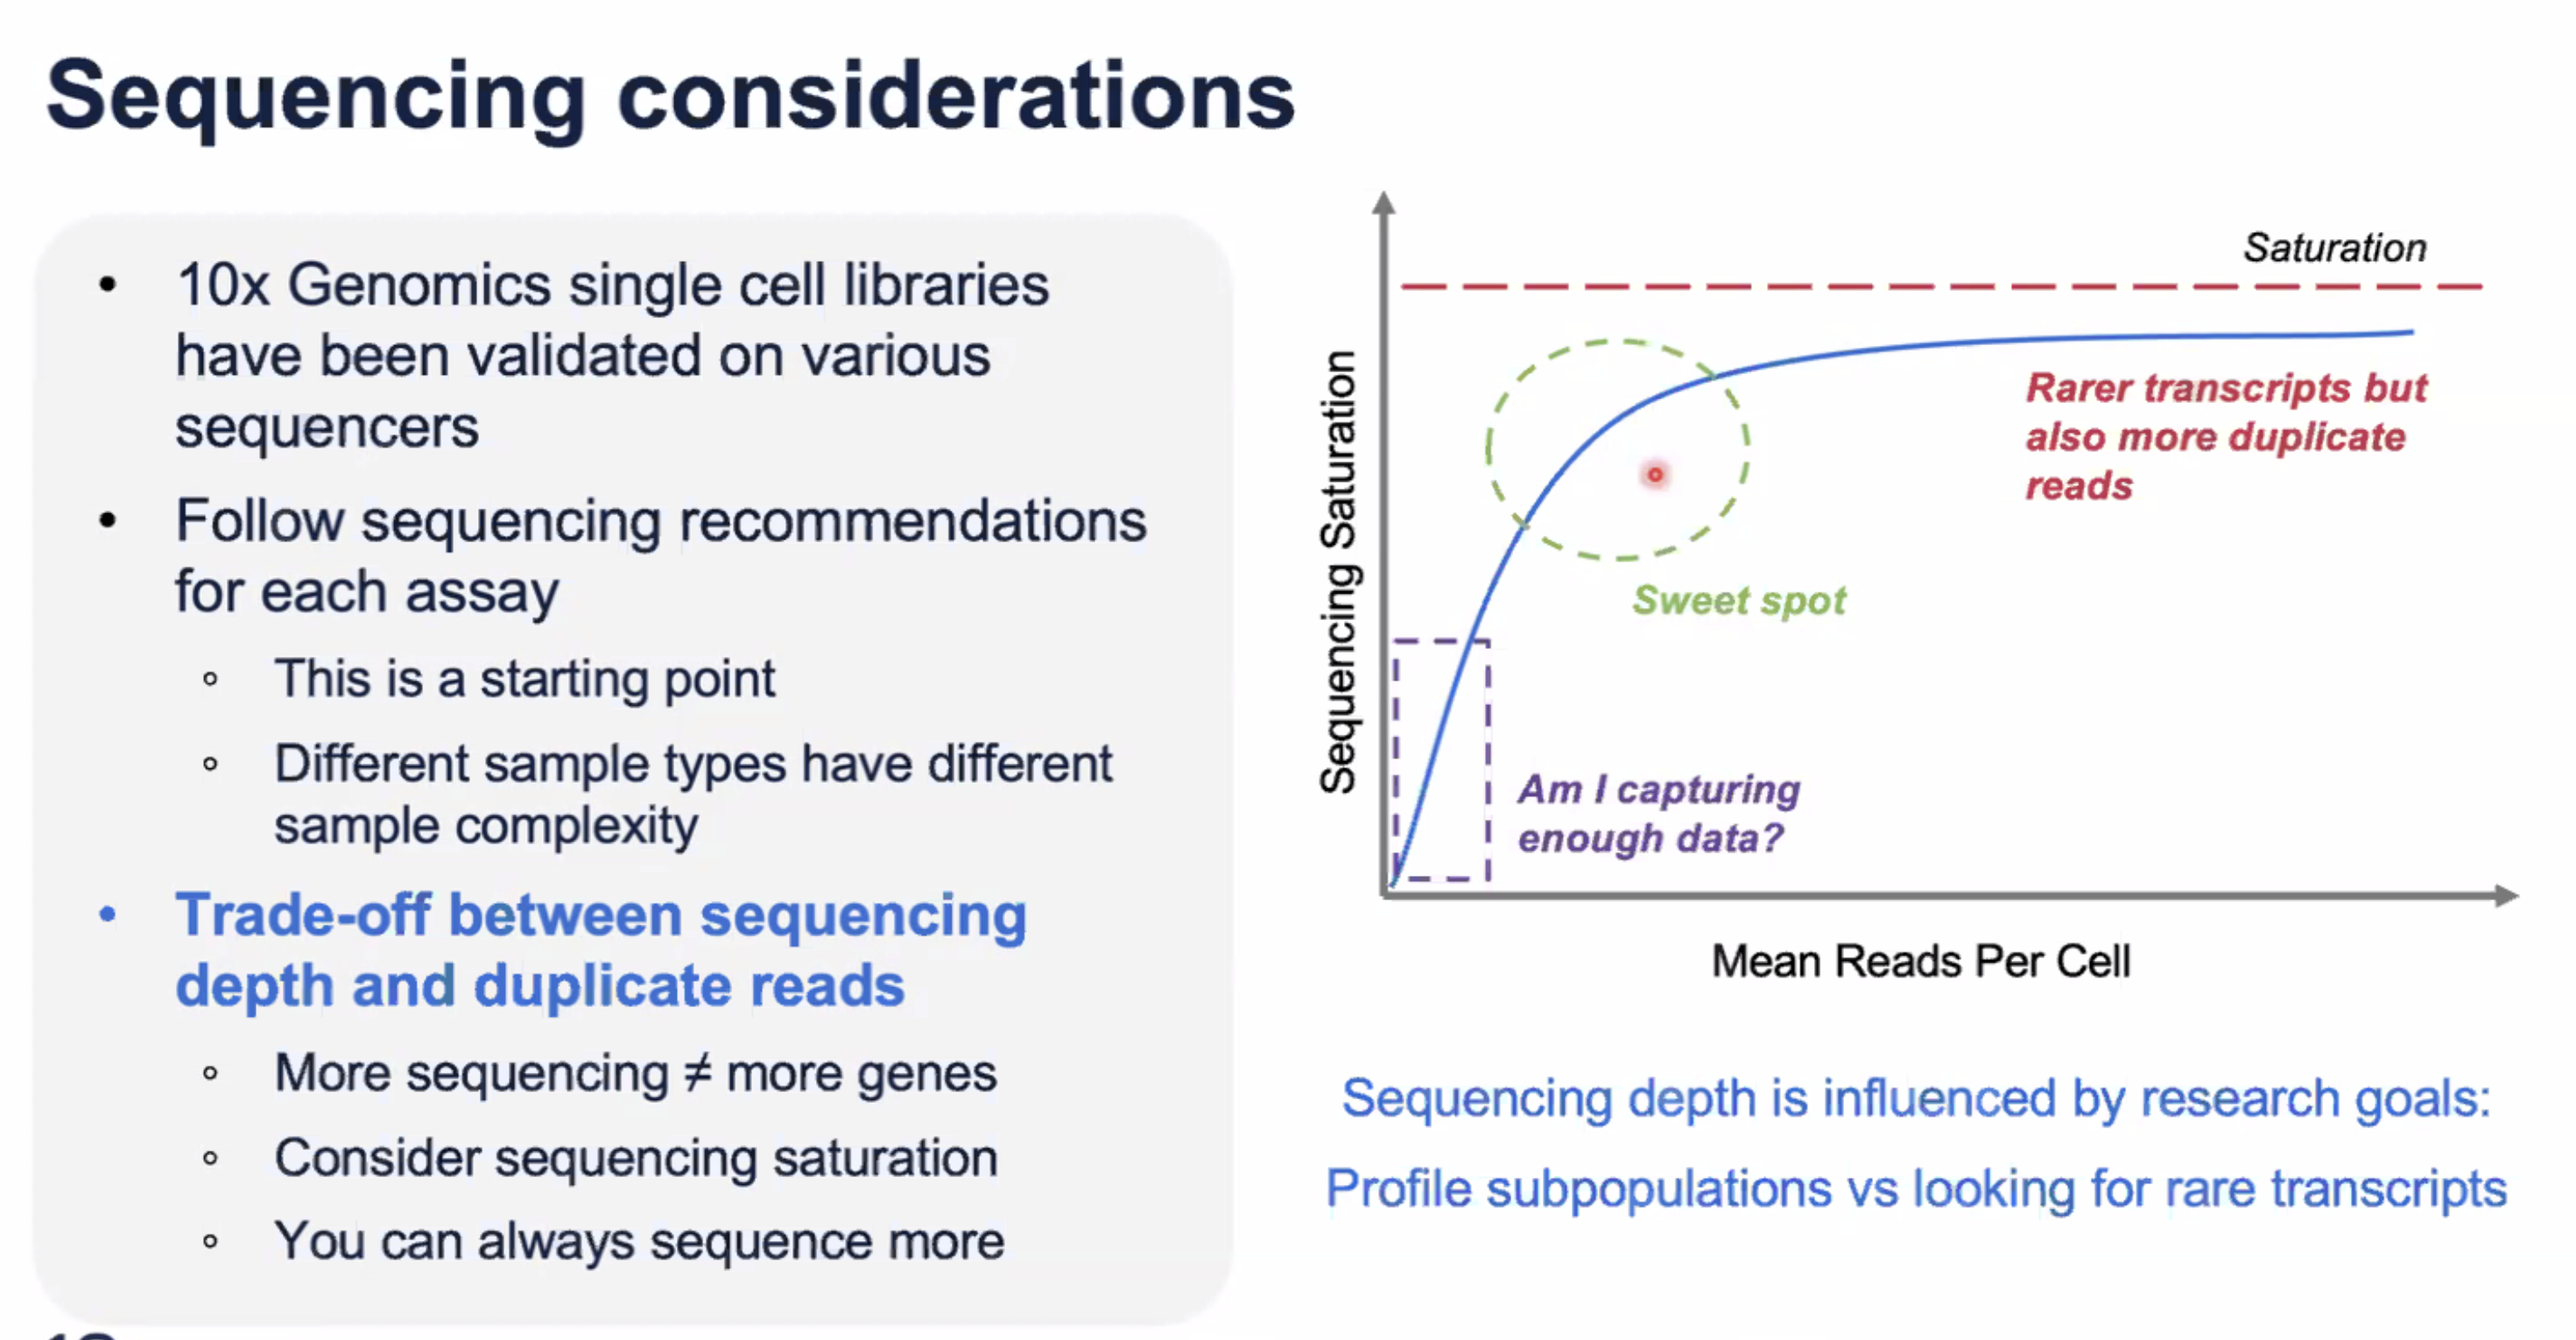 Sequencing considerations
• 10x Genomics single cell libraries
have been validated on various
sequencers
• Follow sequencing recommendations
for each assay
◦ This is a starting point
◦ Different sample types have different
sample complexity
• Trade-off between sequencing
depth and duplicate reads
◦ More sequencing ≠ more genes
◦ Consider sequencing saturation
◦ You can always sequence more
Sequencing Saturation
Saturation
Rarer transcripts but
also more duplicate
reads
Sweet spot
Am I capturing
enough data?
Mean Reads Per Cell
Sequencing depth is influenced by research goals:
Profile subpopulations vs looking for rare transcripts